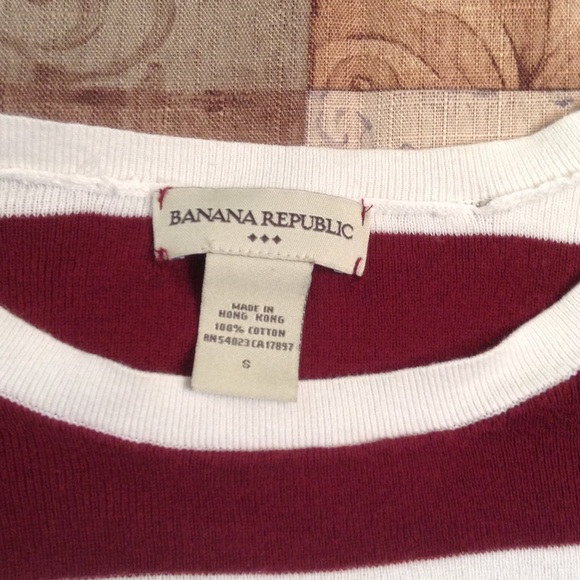 BANANA REPUBLIC
MADE IN
HONG KONG
100% COTTON
RN54023CA17897
S